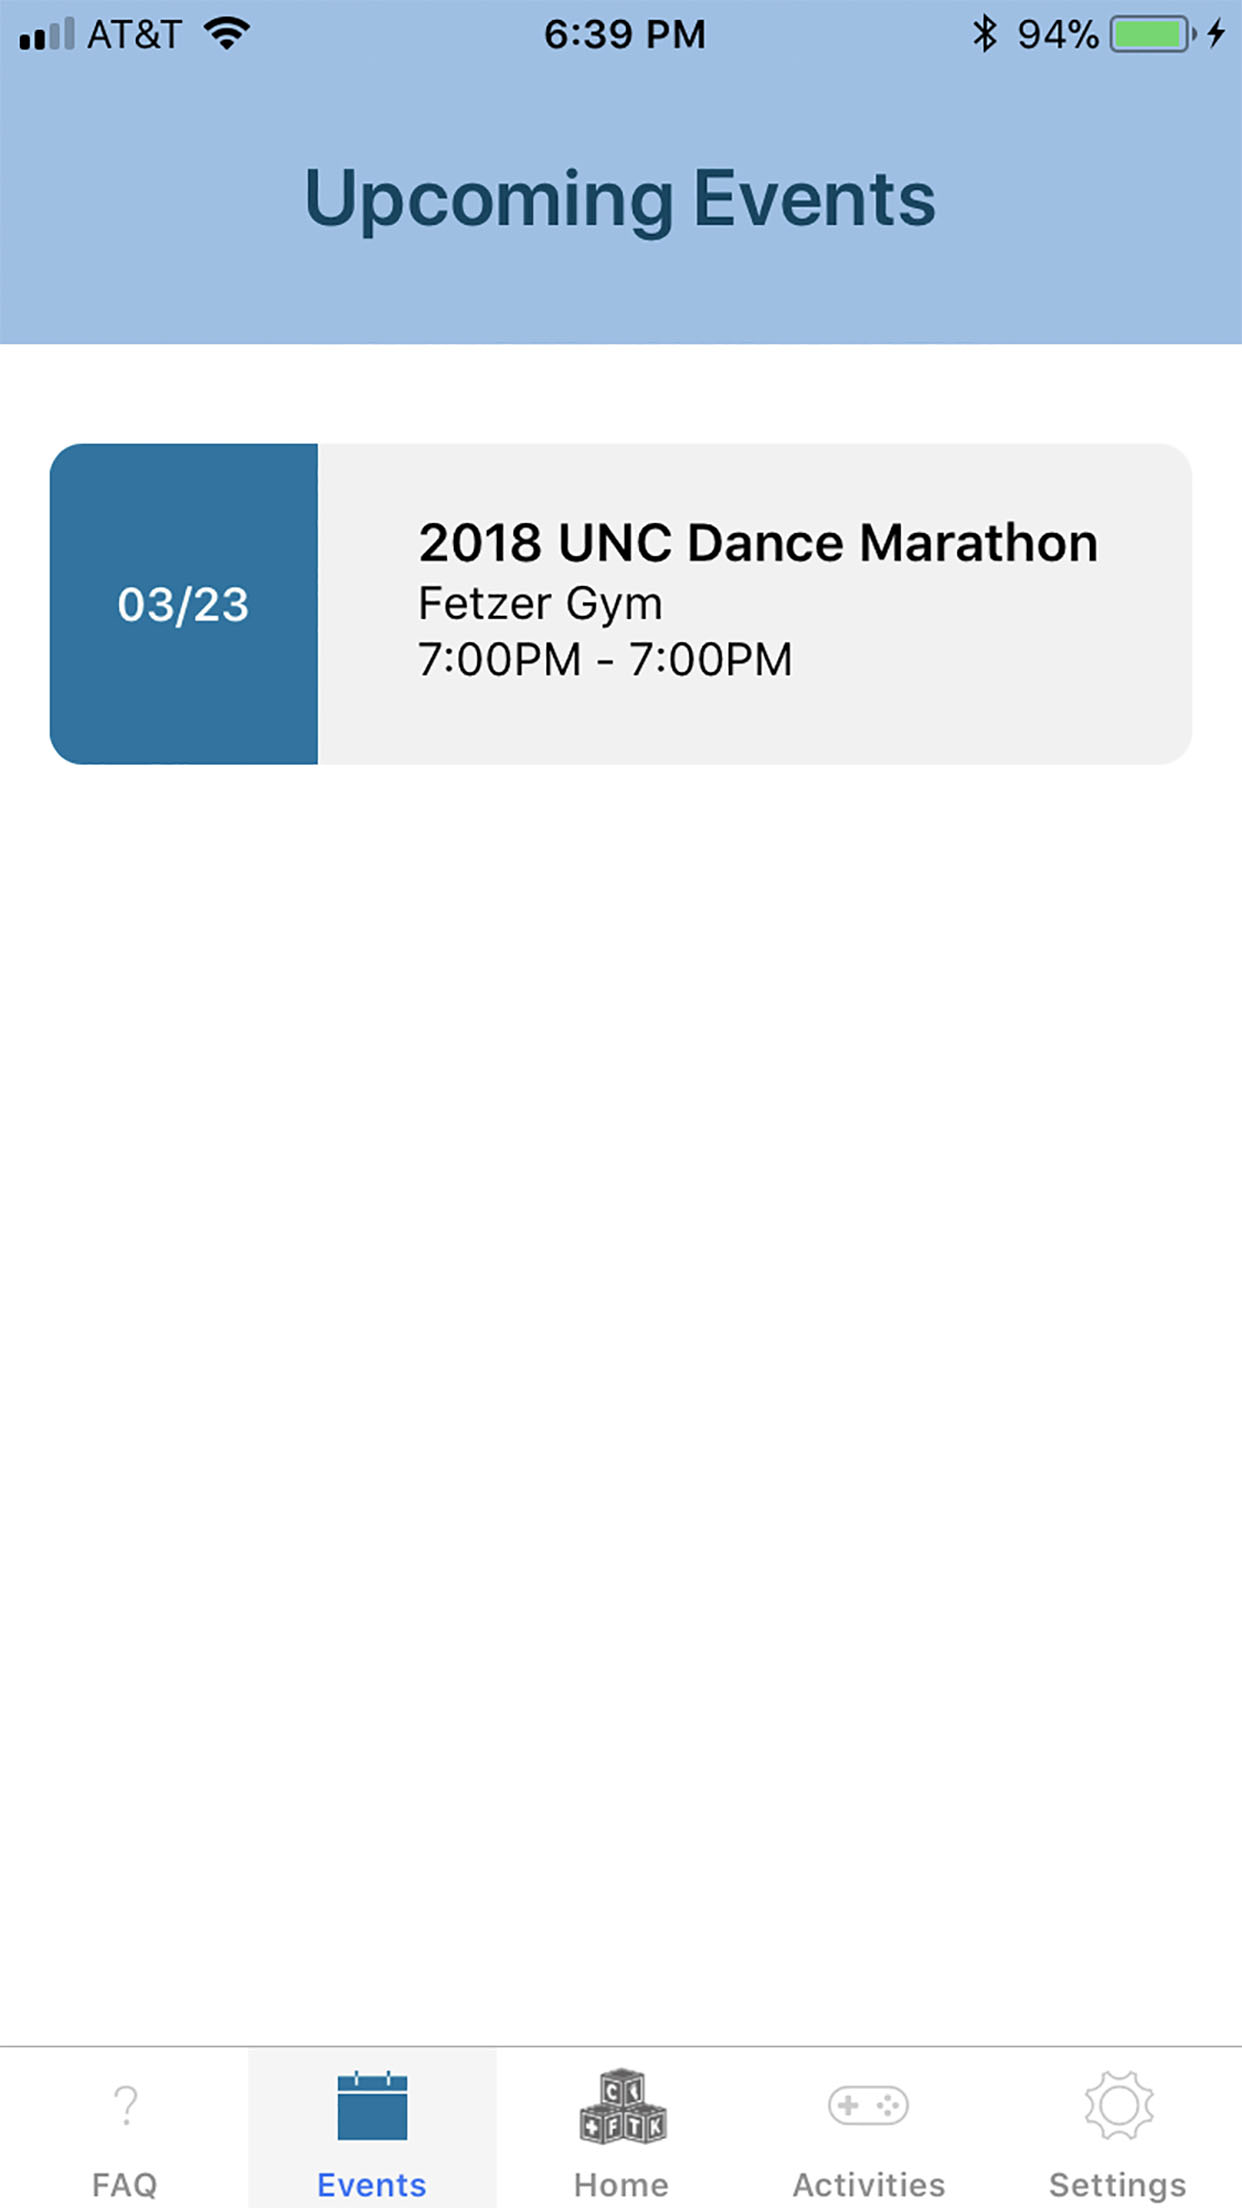 AT&T 6:39 PM 94%
Upcoming Events
03/23
2018 UNC Dance Marathon
Fetzer Gym
7:00PM - 7:00PM
C
F T K
? FAQ
Events
Home
Activities
Settings